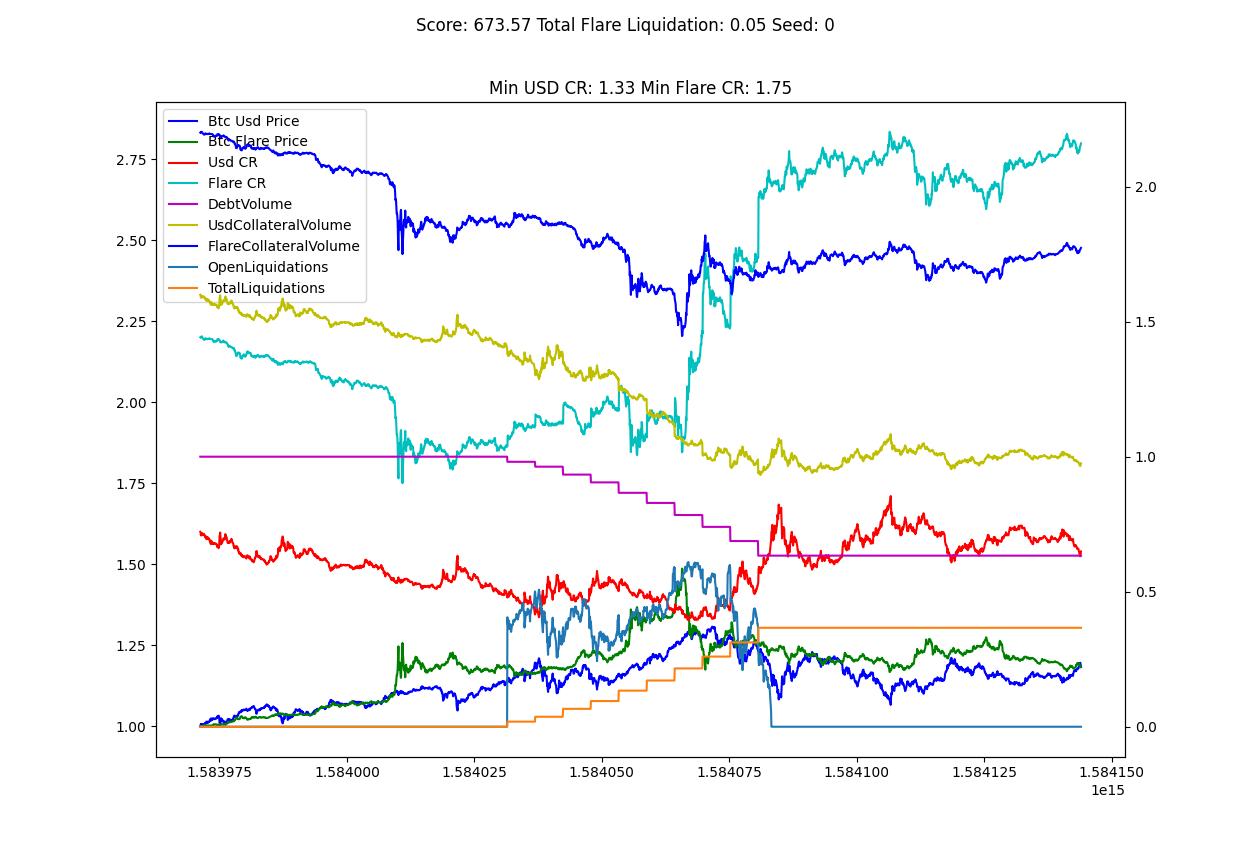 Score: 673.57 Total Flare Liquidation: 0.05 Seed: 0
Min USD CR: 1.33 Min Flare CR: 1.75
Btc Usd Price
Btc Flare Price
Usd CR
Flare CR
DebtVolume
UsdCollateralVolume
FlareCollateralVolume
OpenLiquidations
TotalLiquidations
2.75
2.50
2.25
2.00
1.75
1.50
1.25
1.00
2.0
1.5
1.0
0.5
0.0
1.583975 1.584000 1.584025 1.584050 1.584075 1.584100 1.584125 1.584150
1e15